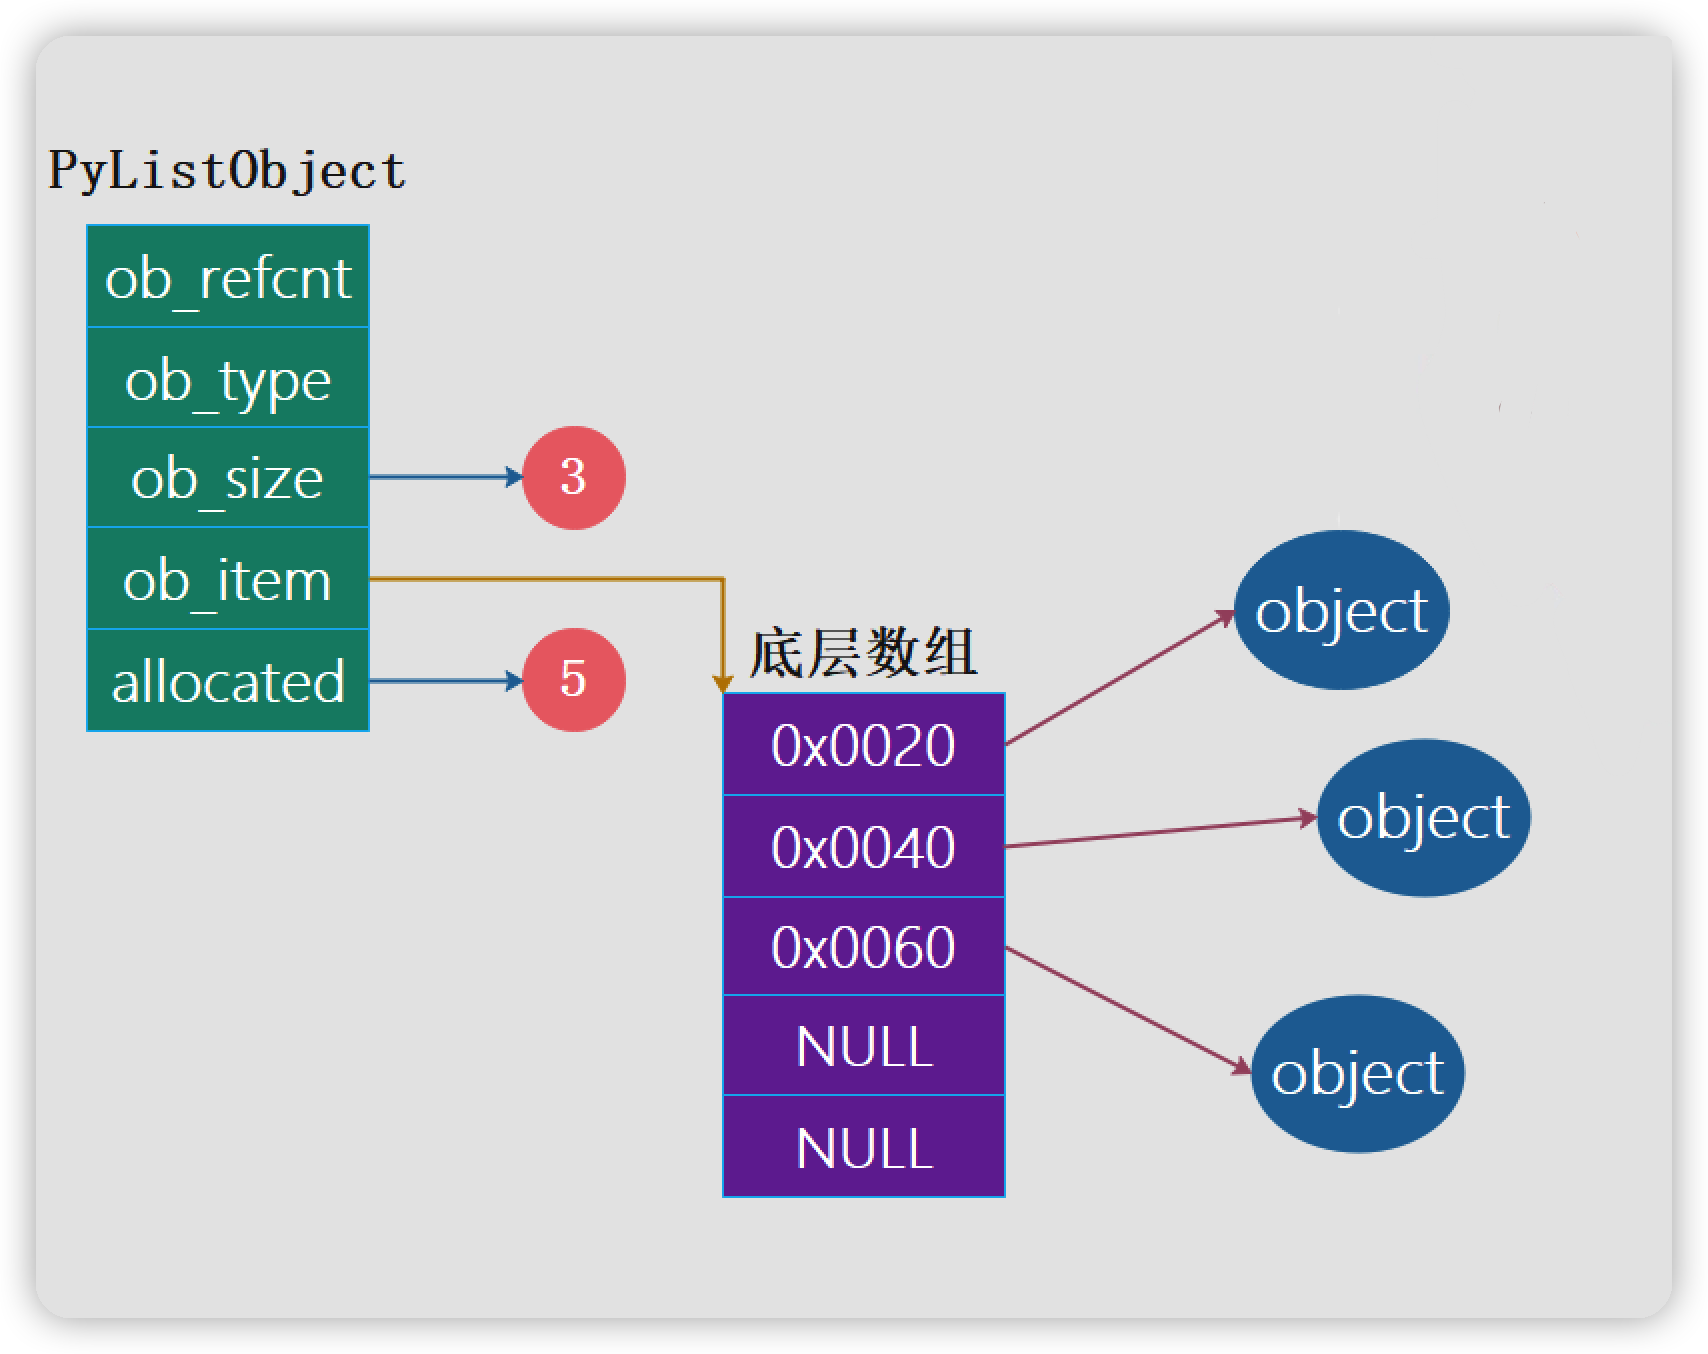 PyListObject
ob_refcnt
ob_type
ob_size
3
ob_item
allocated
5
底层数组
0x0020
0x0040
0x0060
NULL
NULL
object
object
object